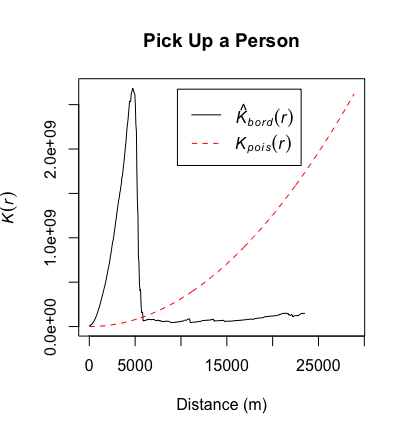 Pick Up a Person
K̂bord(r)
Kpois(r)
K(r)
0.0e+00 1.0e+09 2.0e+09
0 5000 15000 25000
Distance (m)